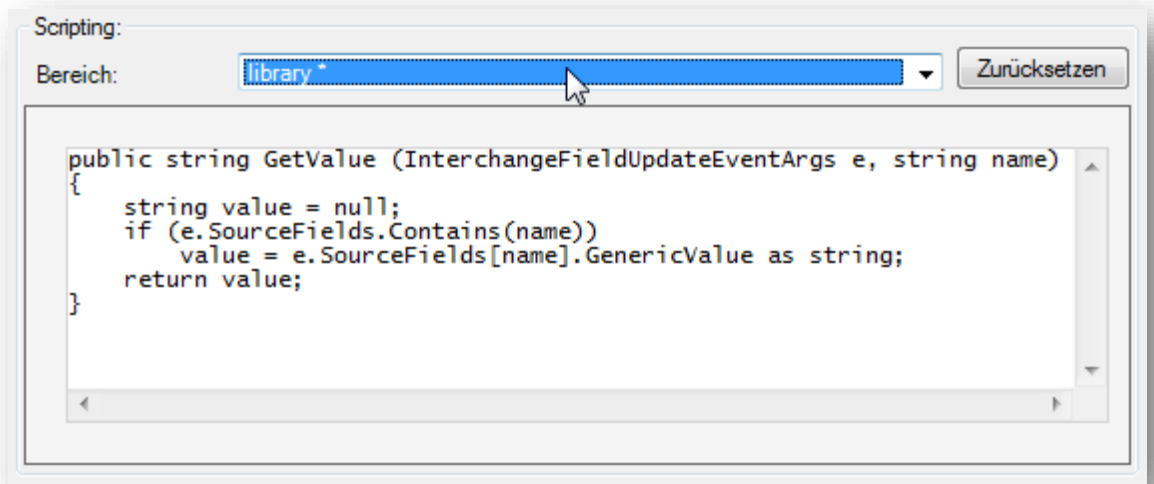 Scripting:
Bereich: library * Zurücksetzen
public string GetValue (InterchangeFieldUpdateEventArgs e, string name)
{
    string value = null;
    if (e.SourceFields.Contains(name))
        value = e.SourceFields[name].GenericValue as string;
    return value;
}